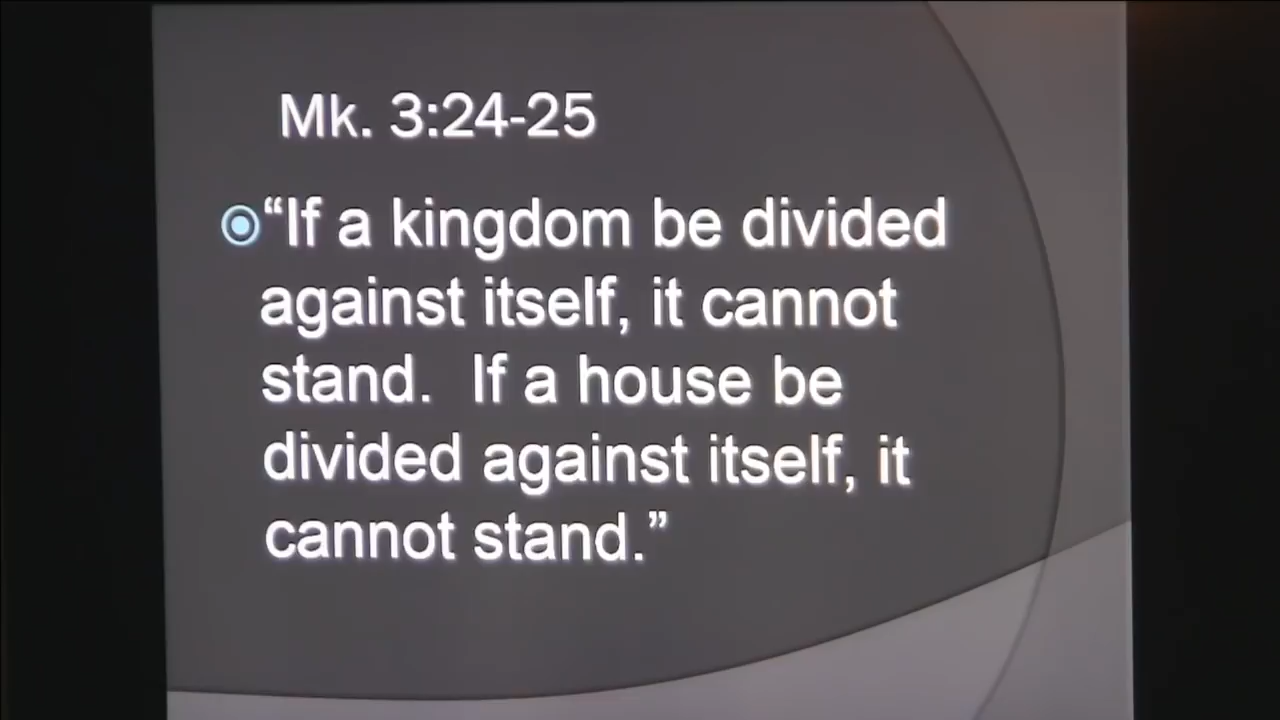 Mk. 3:24-25
“If a kingdom be divided
against itself, it cannot
stand.  If a house be
divided against itself, it
cannot stand.”